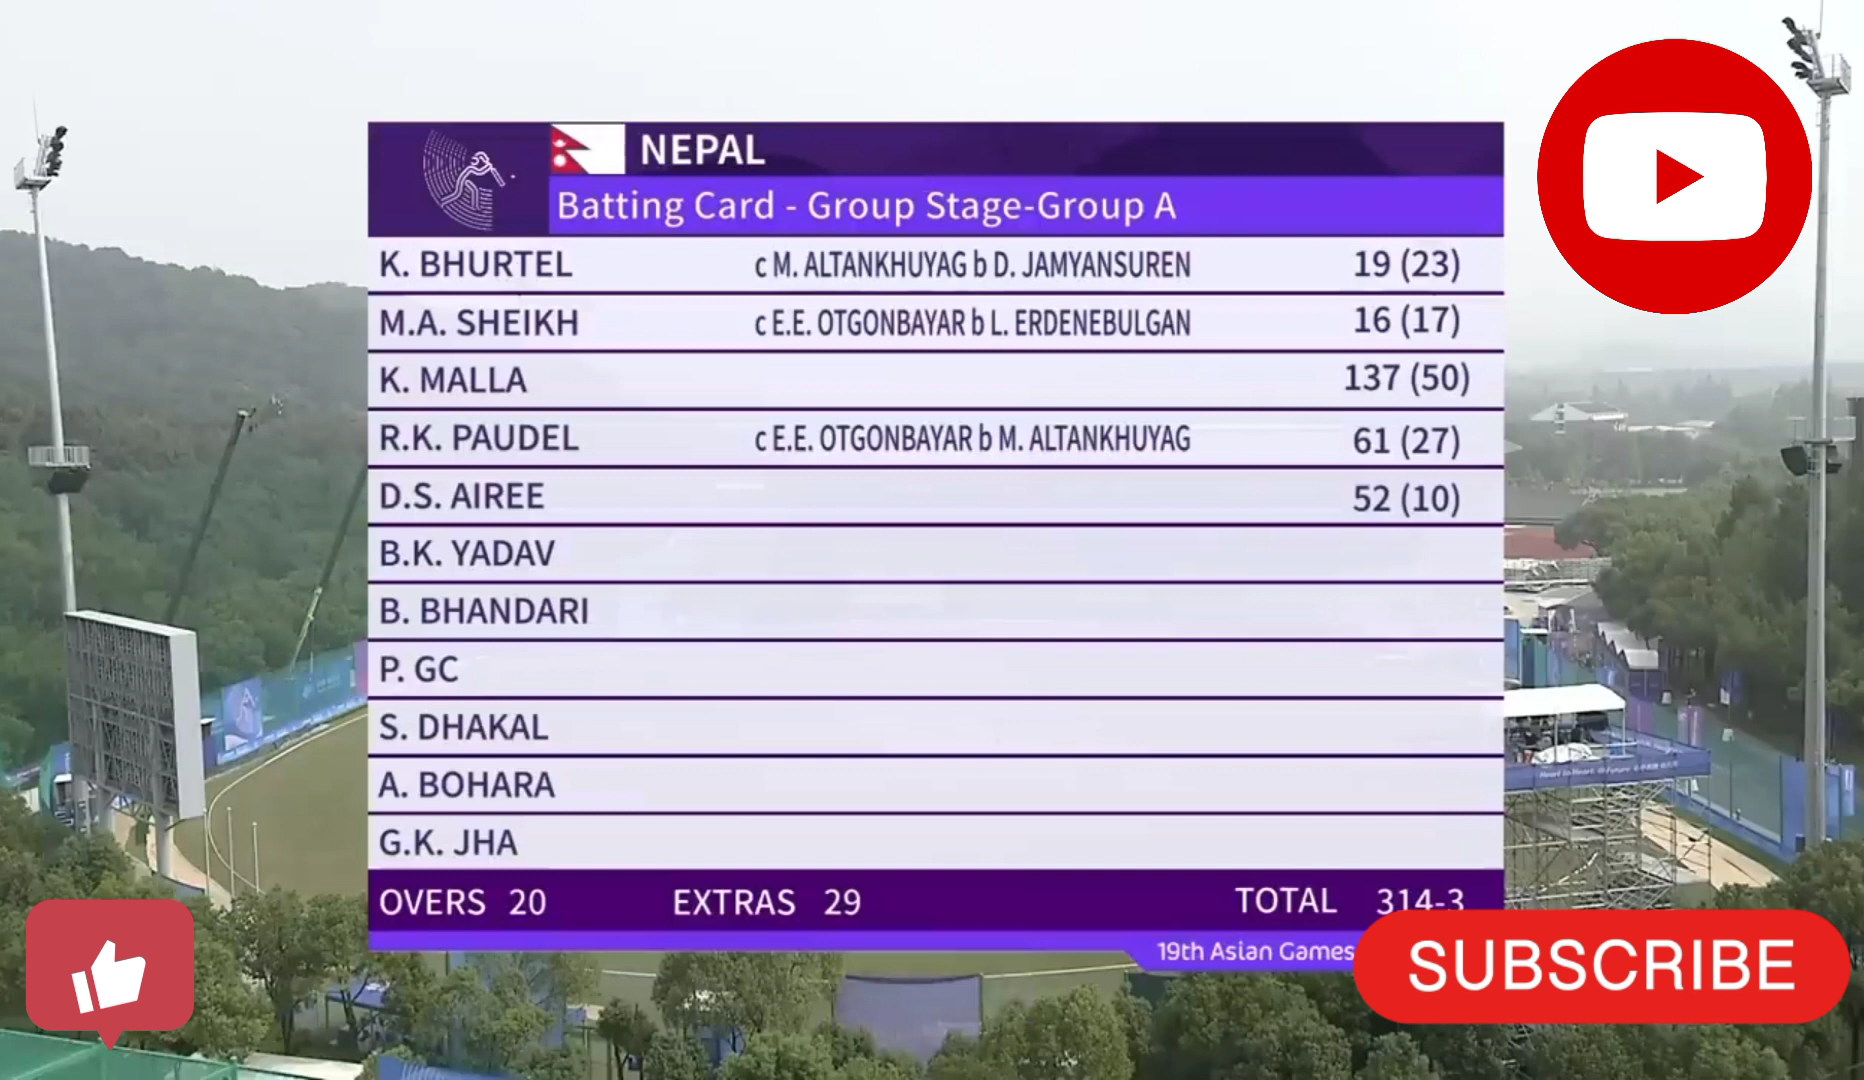 NEPAL
Batting Card - Group Stage-Group A
K. BHURTEL c M. ALTANKHUYAG b D. JAMYANSUREN 19 (23)
M.A. SHEIKH c E.E. OTGONBAYAR b L. ERDENEBULGAN 16 (17)
K. MALLA 137 (50)
R.K. PAUDEL c E.E. OTGONBAYAR b M. ALTANKHUYAG 61 (27)
D.S. AIREE 52 (10)
B.K. YADAV
B. BHANDARI
P. GC
S. DHAKAL
A. BOHARA
G.K. JHA
OVERS 20 EXTRAS 29 TOTAL 314-3
19th Asian Games
SUBSCRIBE